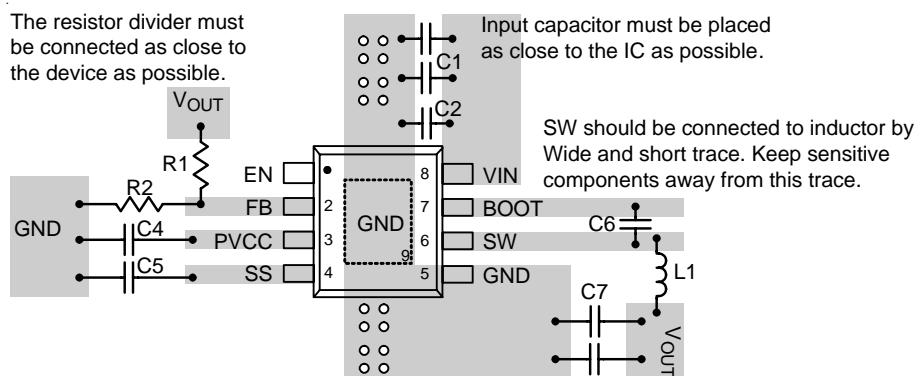 The resistor divider must
be connected as close to
the device as possible.
Input capacitor must be placed
as close to the IC as possible.
C1
C2
VOUT
SW should be connected to inductor by
Wide and short trace. Keep sensitive
components away from this trace.
R1
R2
EN
8
VIN
FB
2
7
BOOT
GND
C4
PVCC
3
GND
6
SW
C6
C5
SS
4
9
5
GND
L1
C7
VOUT